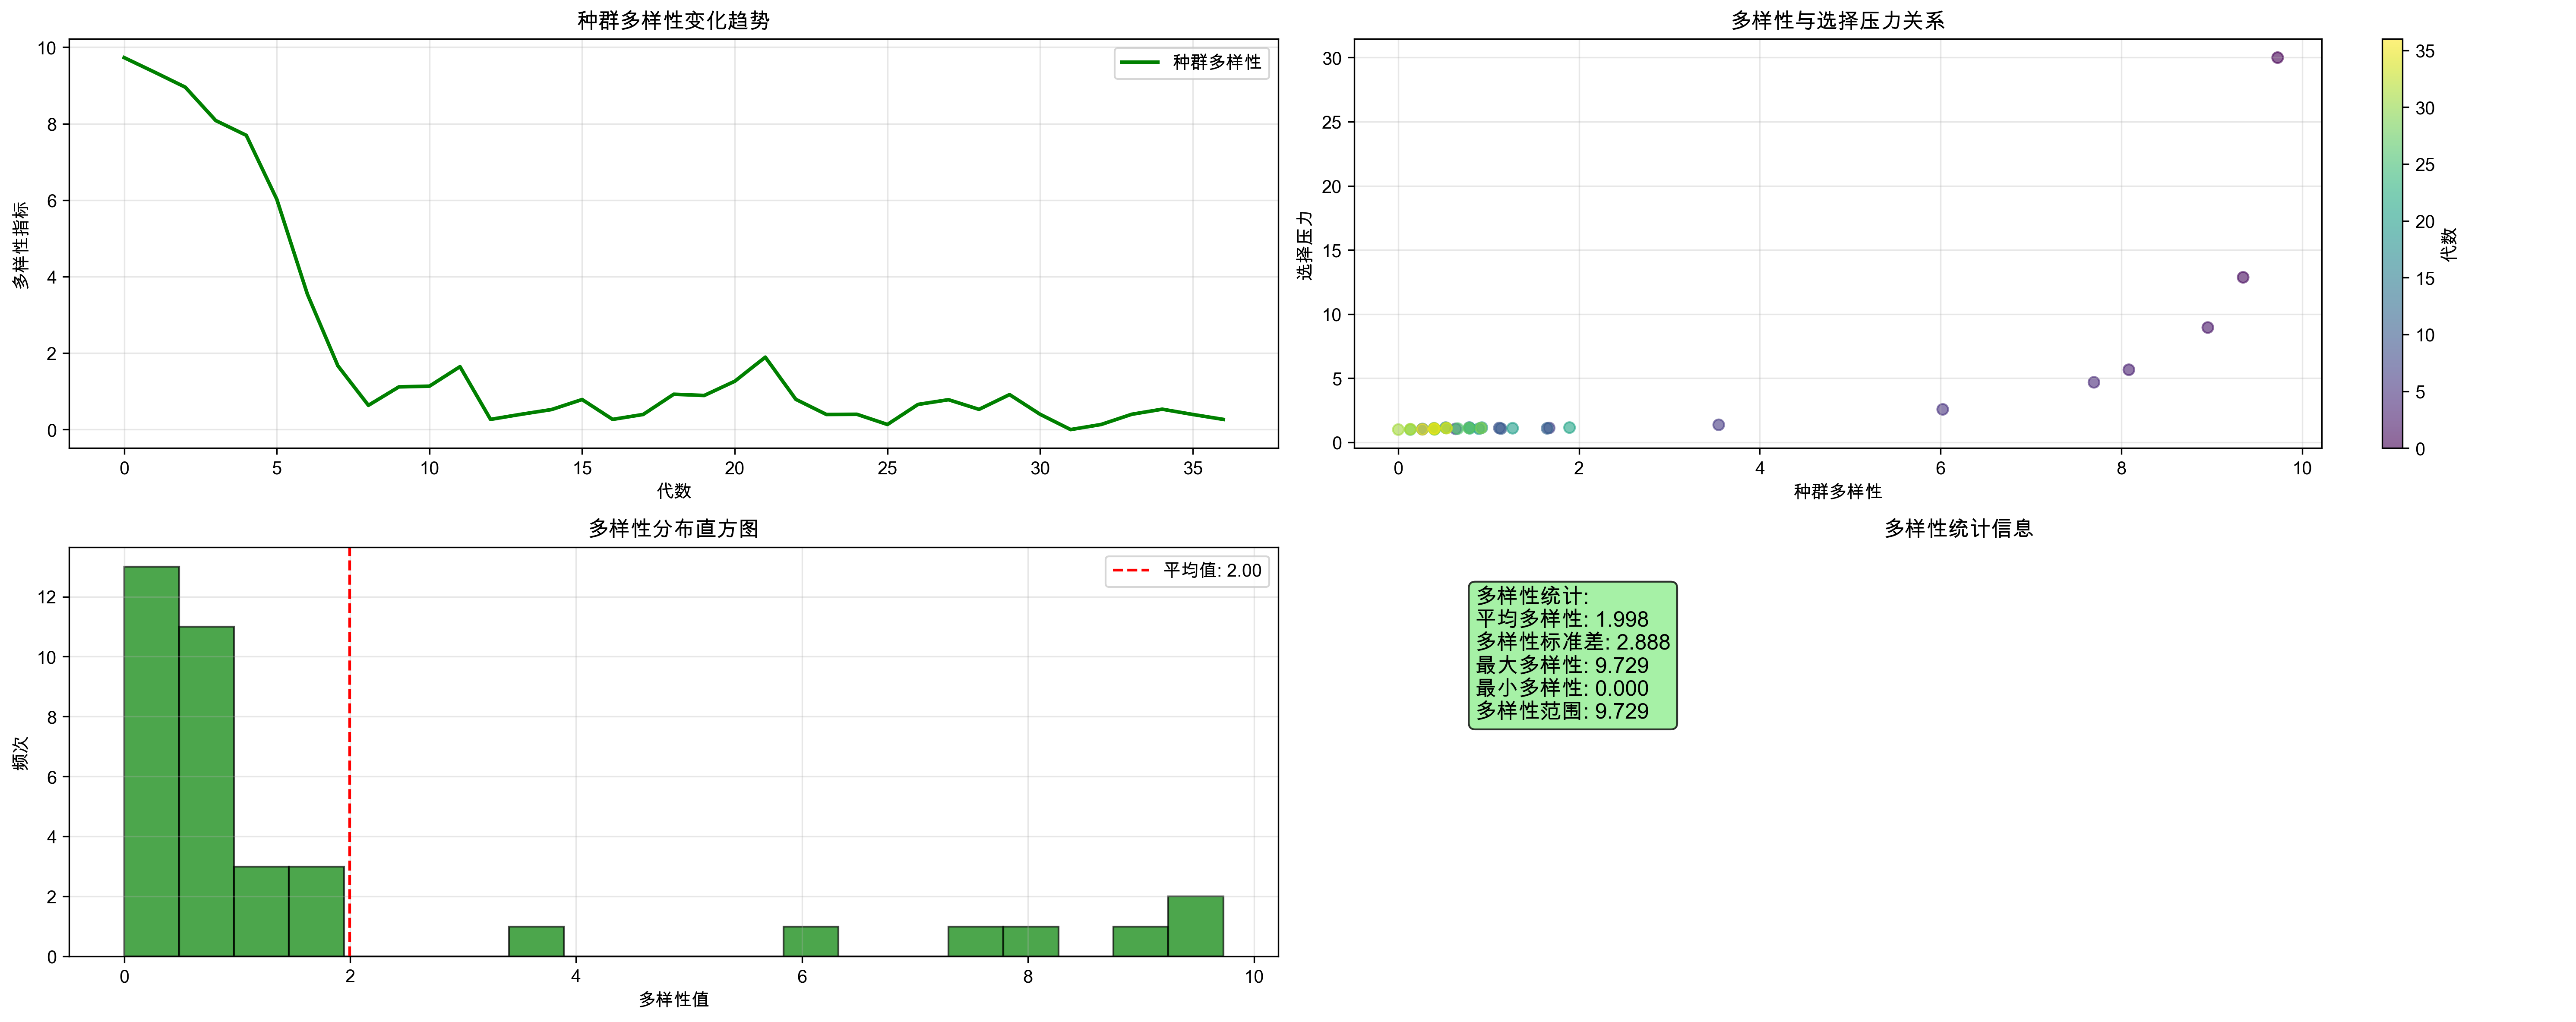 种群多样性变化趋势
10
8
6
4
2
0
多样性指标
种群多样性
0 5 10 15 20 25 30 35
代数
多样性与选择压力关系
30
25
20
15
10
5
0
选择压力
0 2 4 6 8 10
种群多样性
35
30
25
20
15
10
5
0
代数
多样性分布直方图
12
10
8
6
4
2
0
频次
平均值: 2.00
0 2 4 6 8 10
多样性值
多样性统计信息
多样性统计:
平均多样性: 1.998
多样性标准差: 2.888
最大多样性: 9.729
最小多样性: 0.000
多样性范围: 9.729